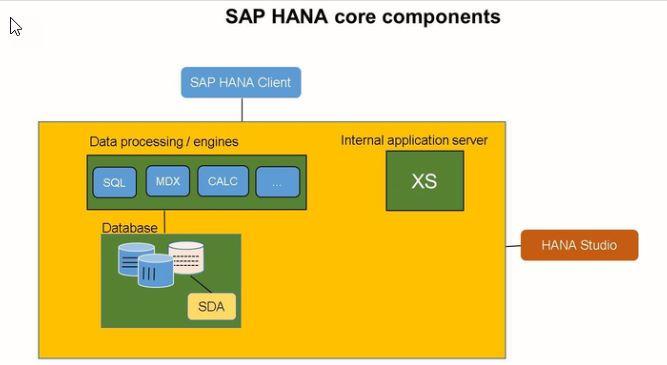 SAP HANA core components
SAP HANA Client
Data processing / engines
Internal application server
SQL
MDX
CALC
...
XS
Database
SDA
HANA Studio